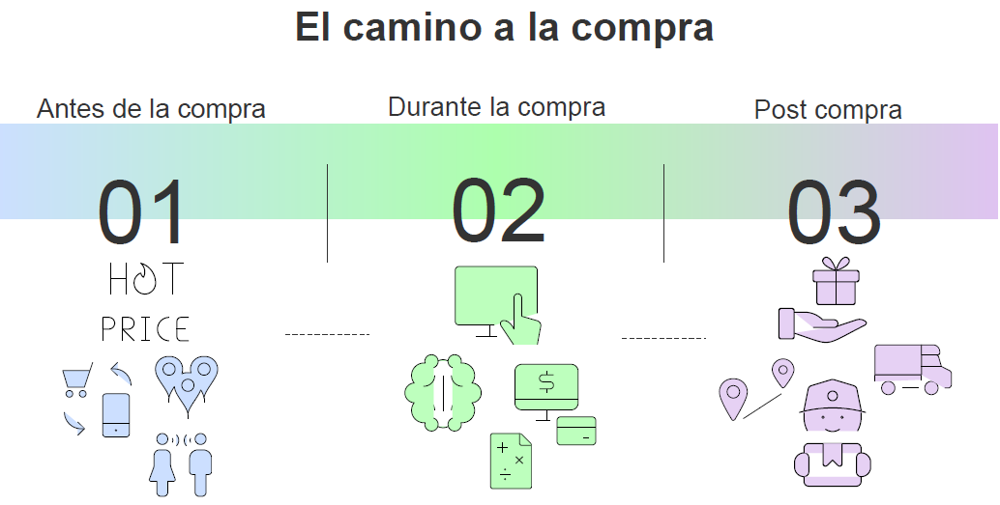 El camino a la compra
Antes de la compra
Durante la compra
Post compra
01
02
03
HOT
PRICE
$